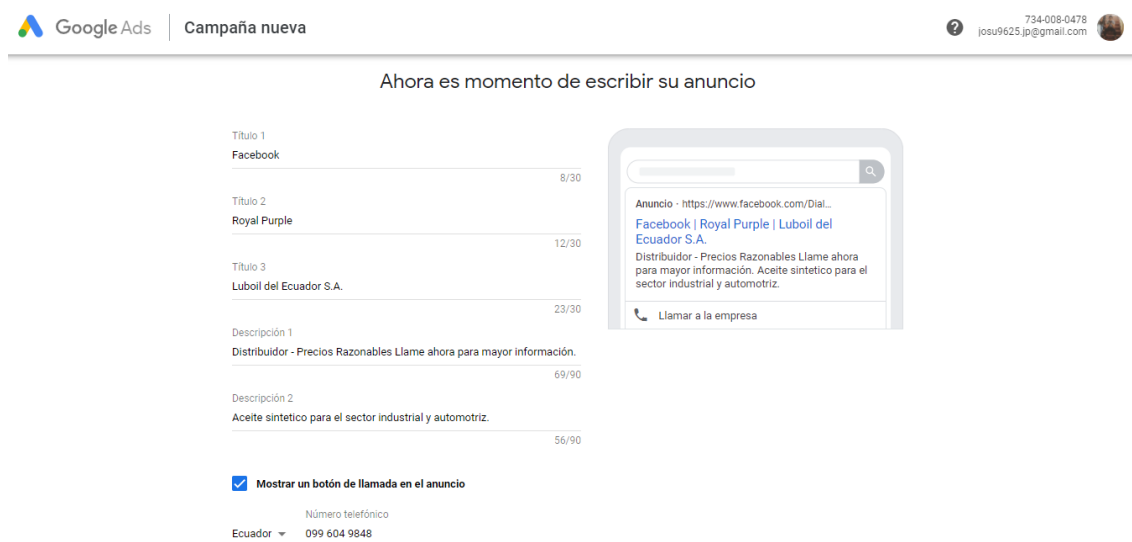 Google Ads
Campaña nueva
734-008-0478
josu9625.jp@gmail.com
Ahora es momento de escribir su anuncio
Título 1
Facebook
8/30
Título 2
Royal Purple
12/30
Título 3
Luboil del Ecuador S.A.
23/30
Descripción 1
Distribuidor - Precios Razonables Llame ahora para mayor información.
69/90
Descripción 2
Aceite sintetico para el sector industrial y automotriz.
56/90
Mostrar un botón de llamada en el anuncio
Número telefónico
Ecuador
099 604 9848
Anuncio · https://www.facebook.com/Dial...
Facebook | Royal Purple | Luboil del
Ecuador S.A.
Distribuidor - Precios Razonables Llame ahora
para mayor información. Aceite sintetico para el
sector industrial y automotriz.
Llamar a la empresa